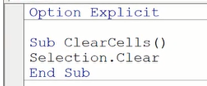 Option Explicit
Sub ClearCells()
Selection.Clear
End Sub